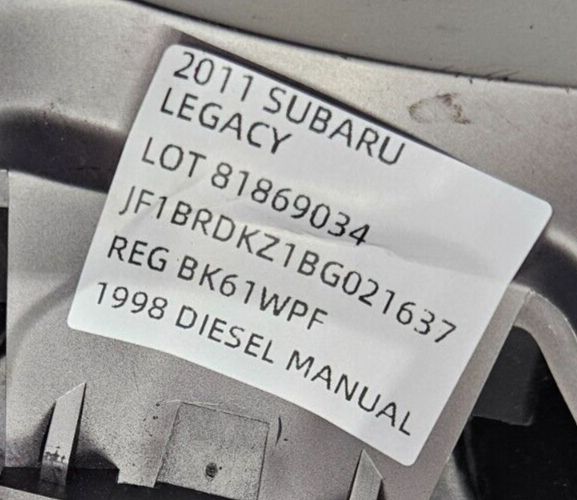 2011 SUBARU
LEGACY
LOT 81869034
JF1BRDKZ1BG021637
REG BK61WPF
1998 DIESEL MANUAL